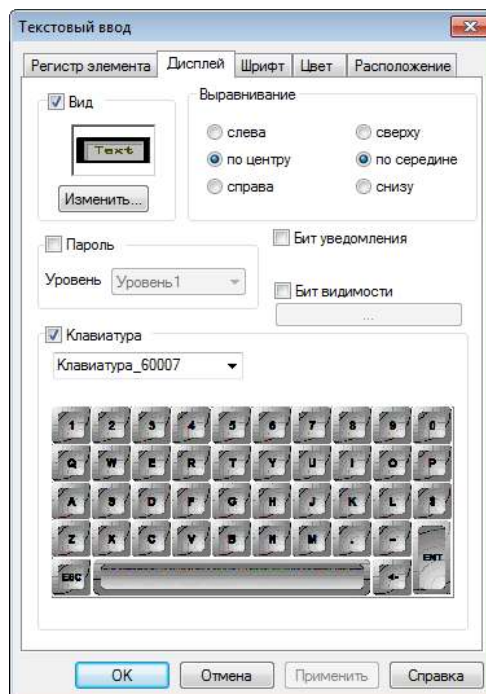 Текстовый ввод
Регистр элемента Дисплей Шрифт Цвет Расположение
Вид
Text
Изменить...
Выравнивание
слева сверху
по центру по середине
справа снизу
Пароль
Уровень Уровень1
Бит уведомления
Бит видимости
...
Клавиатура
Клавиатура_60007
1 2 3 4 5 6 7 8 9 0
Q W E R T Y U I O P
A S D F G H J K L
Z X C V B N M . -
ENT
ESC <-
OK Отмена Применить Справка